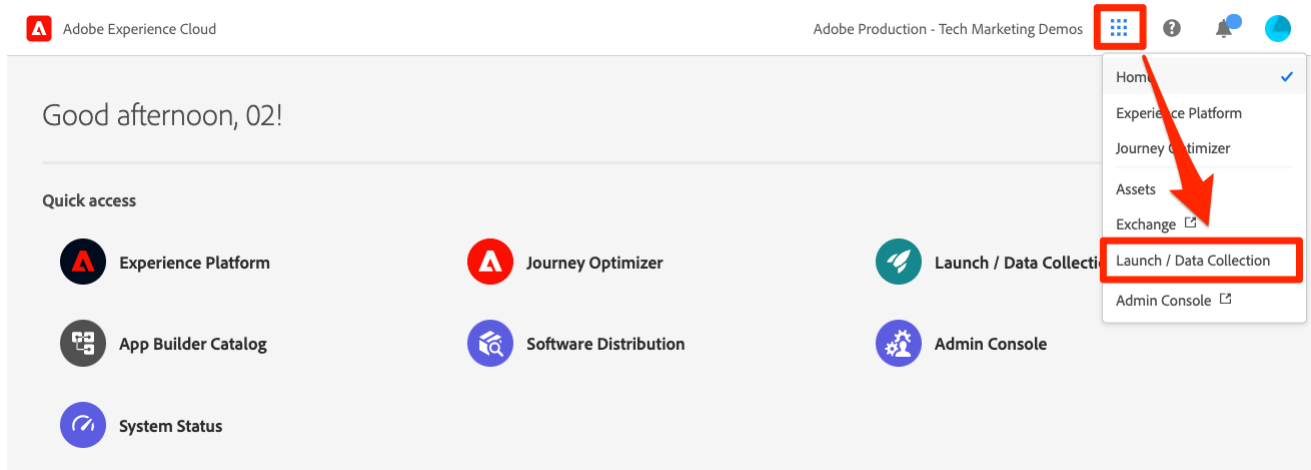 Adobe Experience Cloud
Adobe Production - Tech Marketing Demos
Home
Experience Platform
Journey Optimizer
Assets
Exchange
Launch / Data Collection
Admin Console
Good afternoon, 02!
Quick access
Experience Platform
Journey Optimizer
Launch / Data Collecti
App Builder Catalog
Software Distribution
Admin Console
System Status